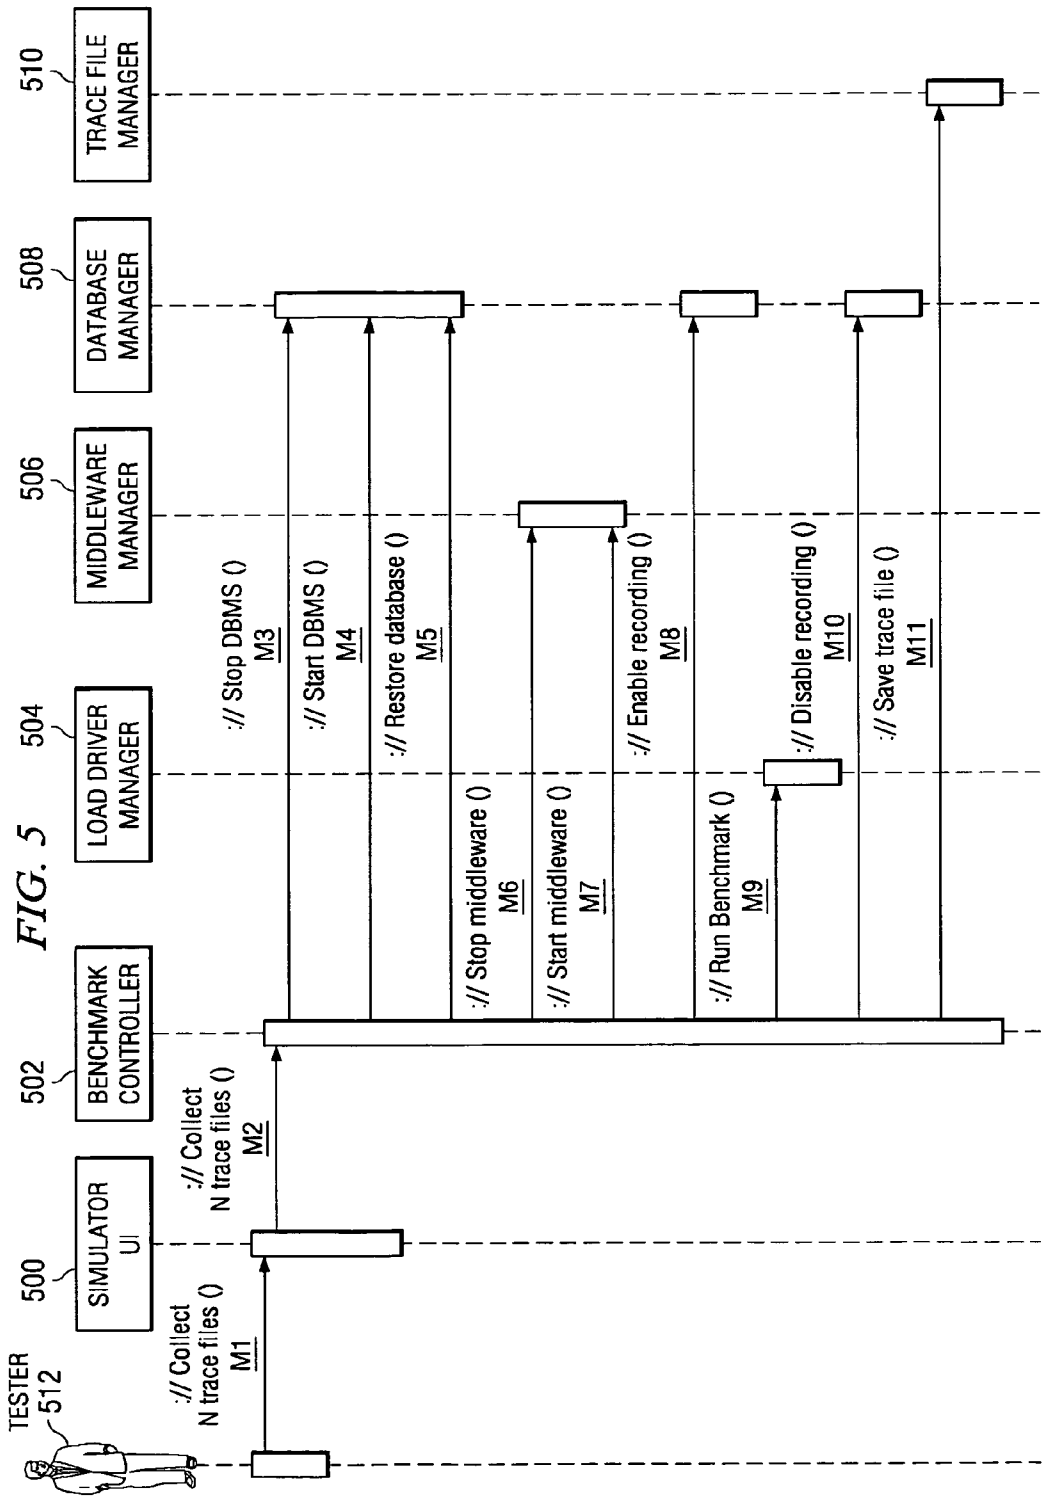 FIG. 5
TESTER
512
500
SIMULATOR
UI
502
BENCHMARK
CONTROLLER
504
LOAD DRIVER
MANAGER
506
MIDDLEWARE
MANAGER
508
DATABASE
MANAGER
510
TRACE FILE
MANAGER
:// Collect
N trace files ()
M1
:// Collect
N trace files ()
M2
:// Stop DBMS ()
M3
:// Start DBMS ()
M4
:// Restore database ()
M5
:// Stop middleware ()
M6
:// Start middleware ()
M7
:// Enable recording ()
M8
:// Run Benchmark ()
M9
:// Disable recording ()
M10
:// Save trace file ()
M11